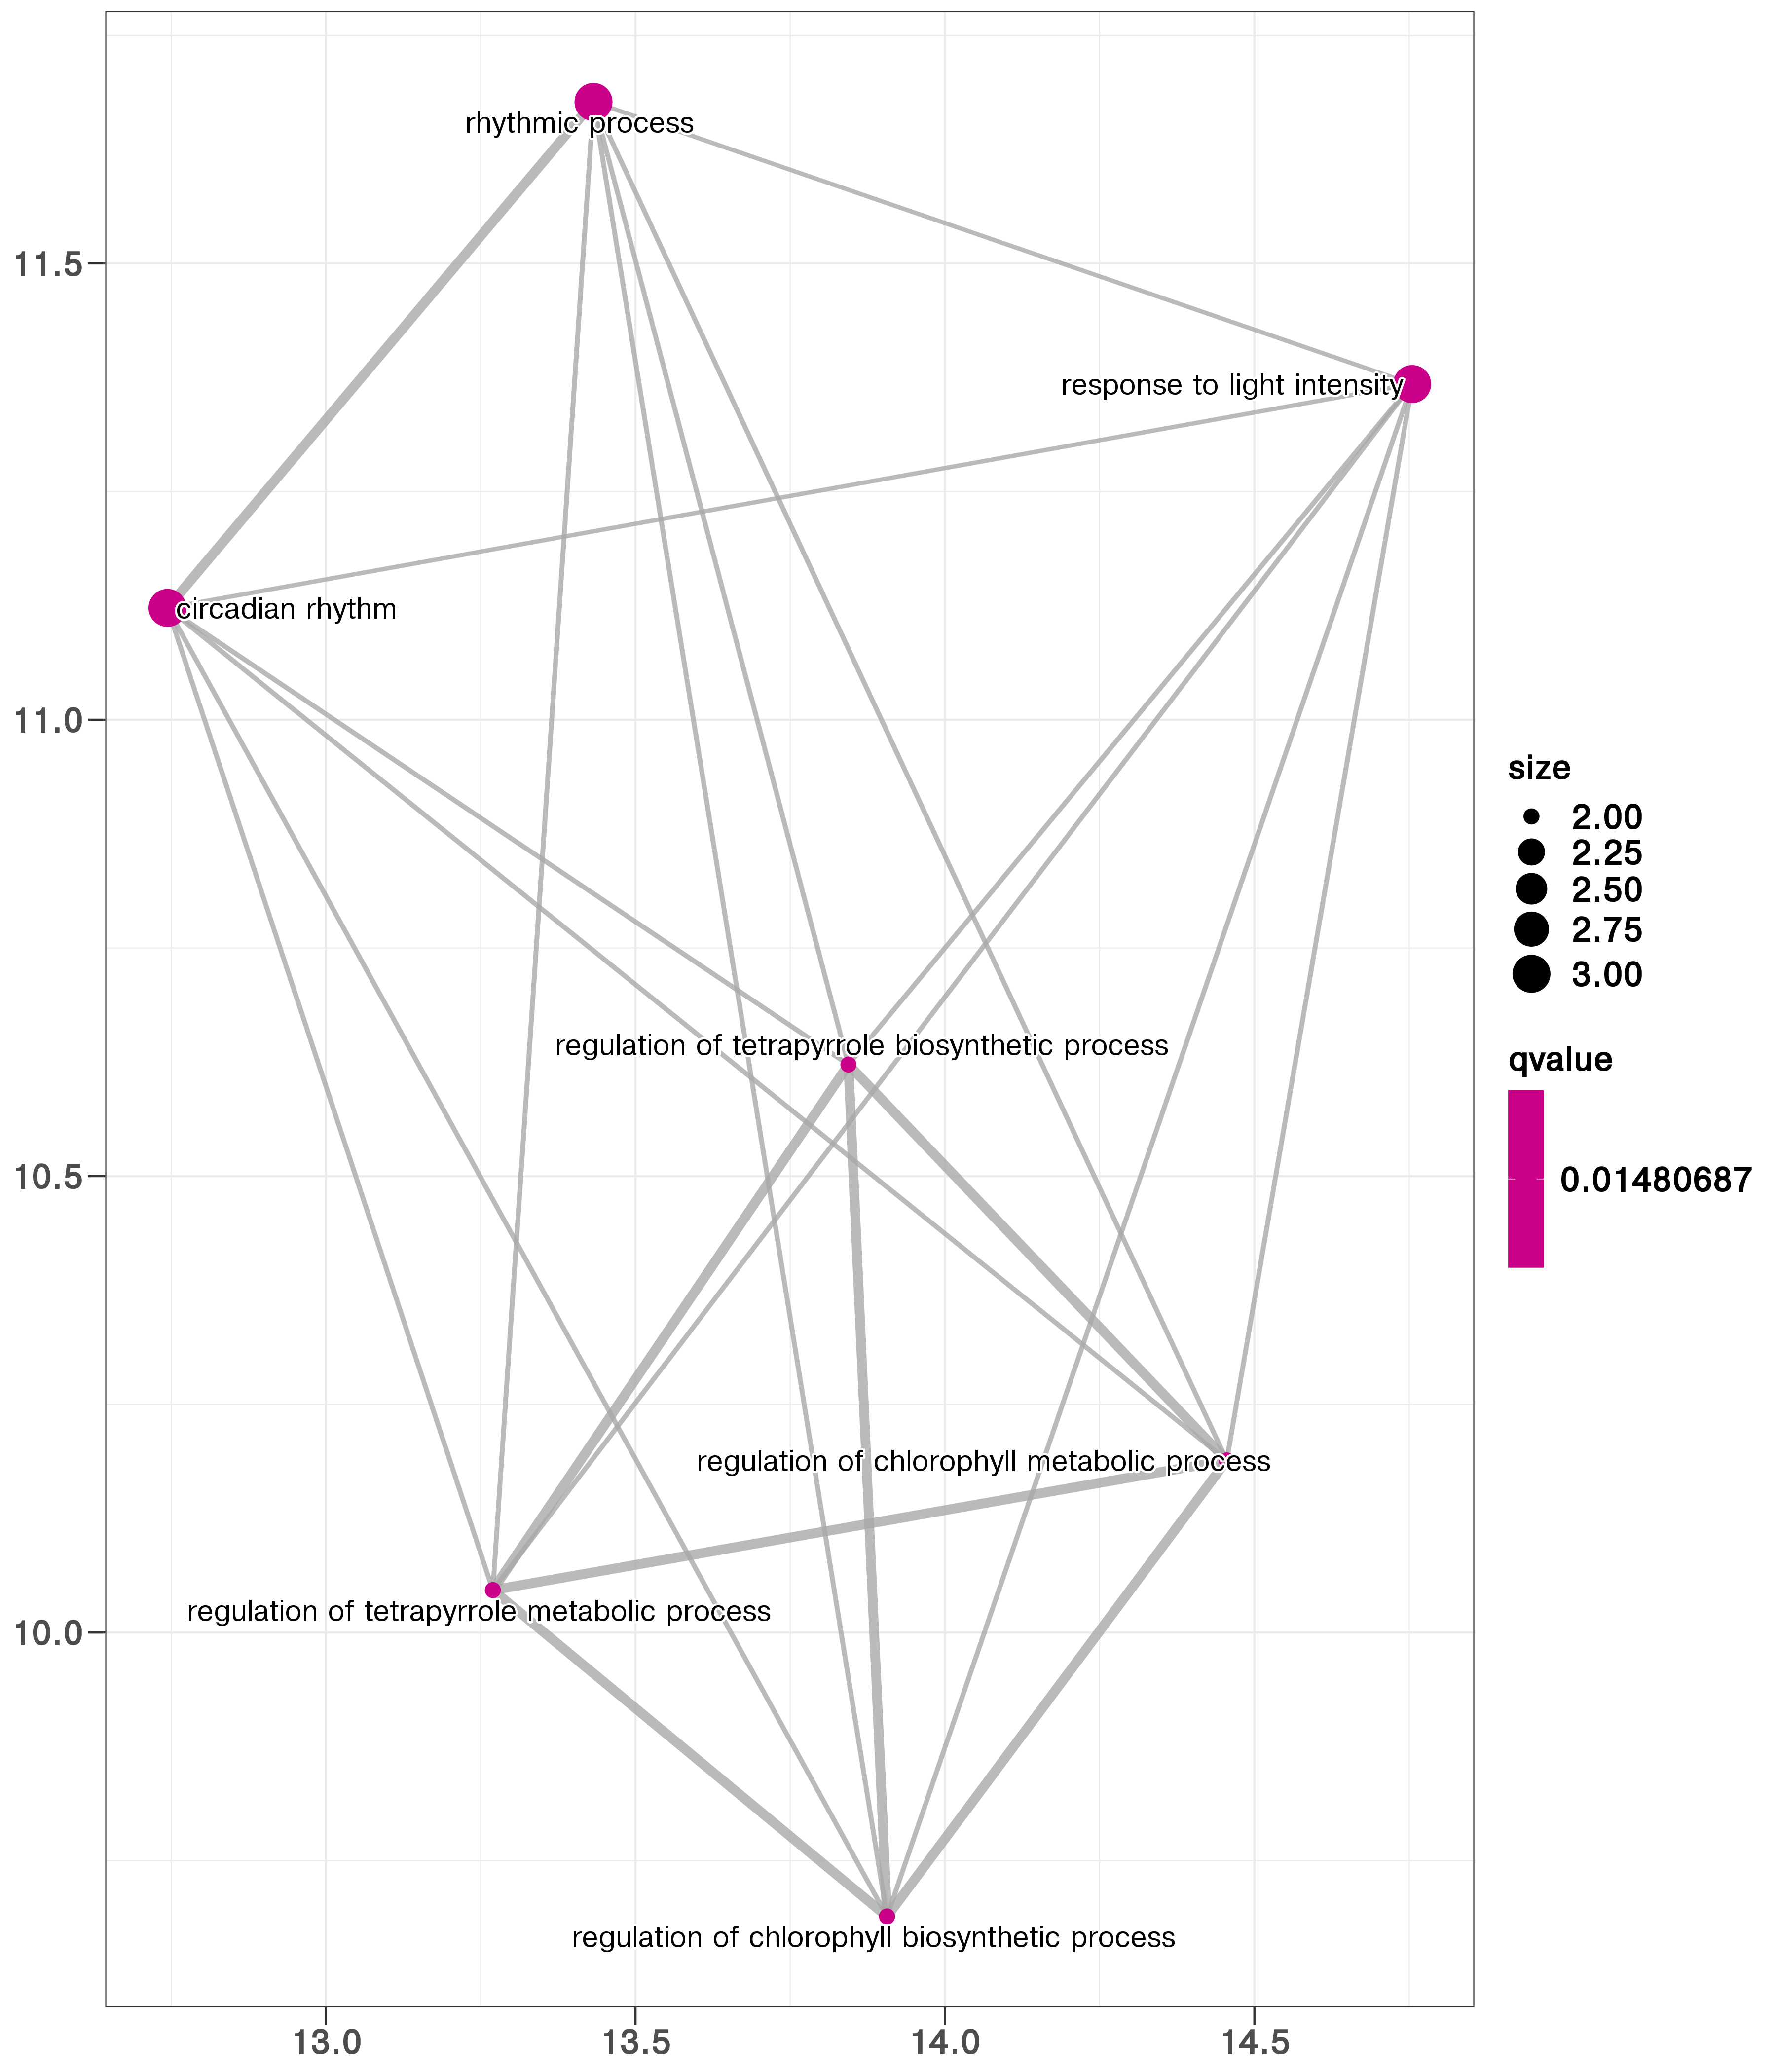 rhythmic process
11.5
response to light intensity
circadian rhythm
11.0
size
2.00
2.25
2.50
2.75
3.00
regulation of tetrapyrrole biosynthetic process
qvalue
0.01480687
10.5
regulation of chlorophyll metabolic process
regulation of tetrapyrrole metabolic process
10.0
regulation of chlorophyll biosynthetic process
13.0 13.5 14.0 14.5